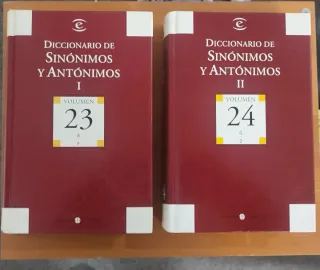 e
DICCIONARIO DE
SINÓNIMOS
Y ANTÓNIMOS
I
VOLUMEN
23
e
DICCIONARIO DE
SINÓNIMOS
Y ANTÓNIMOS
II
VOLUMEN
24